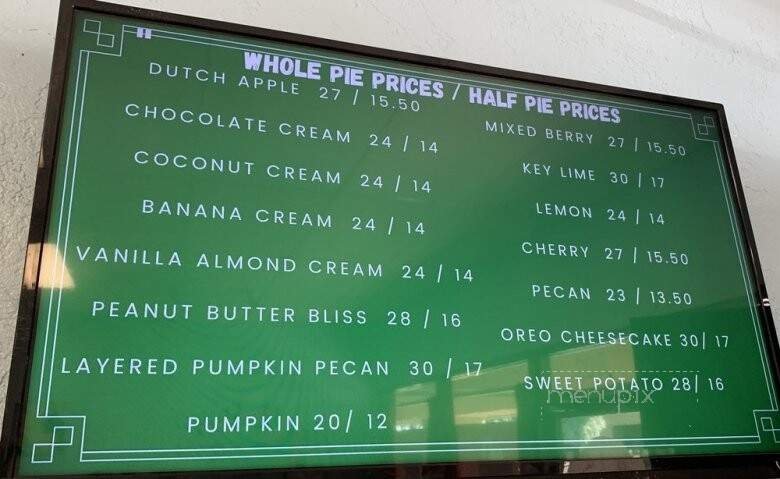 WHOLE PIE PRICES / HALF PIE PRICES
DUTCH APPLE 27 / 15.50
CHOCOLATE CREAM 24 / 14
COCONUT CREAM 24 / 14
BANANA CREAM 24 / 14
VANILLA ALMOND CREAM 24 / 14
PEANUT BUTTER BLISS 28 / 16
LAYERED PUMPKIN PECAN 30 / 17
PUMPKIN 20/ 12
MIXED BERRY 27 / 15.50
KEY LIME 30 / 17
LEMON 24 / 14
CHERRY 27 / 15.50
PECAN 23 / 13.50
OREO CHEESECAKE 30/ 17
SWEET POTATO 28/ 16
menupix